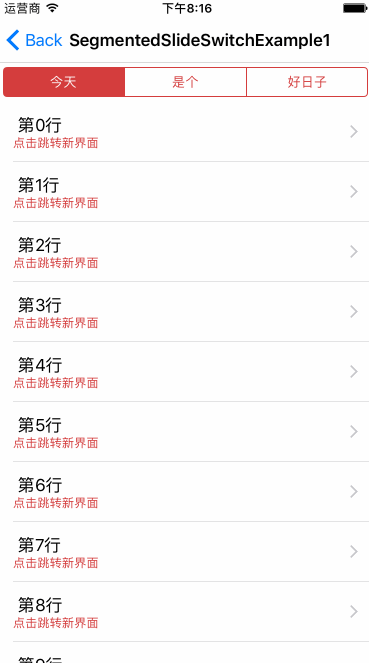 运营商 下午8:16
Back SegmentedSlideSwitchExample1
今天 是个 好日子
第0行
点击跳转新界面
第1行
点击跳转新界面
第2行
点击跳转新界面
第3行
点击跳转新界面
第4行
点击跳转新界面
第5行
点击跳转新界面
第6行
点击跳转新界面
第7行
点击跳转新界面
第8行
点击跳转新界面
第9行